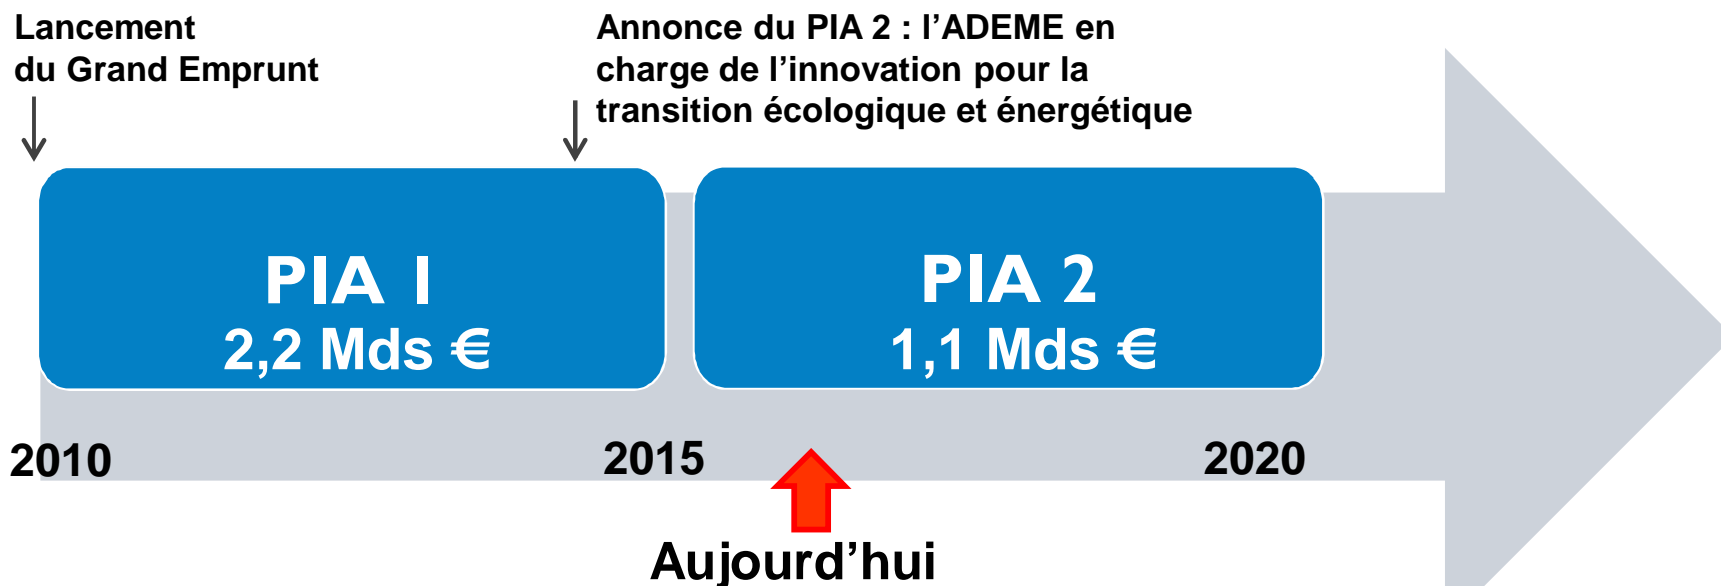 Lancement
du Grand Emprunt
Annonce du PIA 2 : l’ADEME en
charge de l’innovation pour la
transition écologique et énergétique
PIA 1
2,2 Mds €
PIA 2
1,1 Mds €
2010
2015
2020
Aujourd’hui